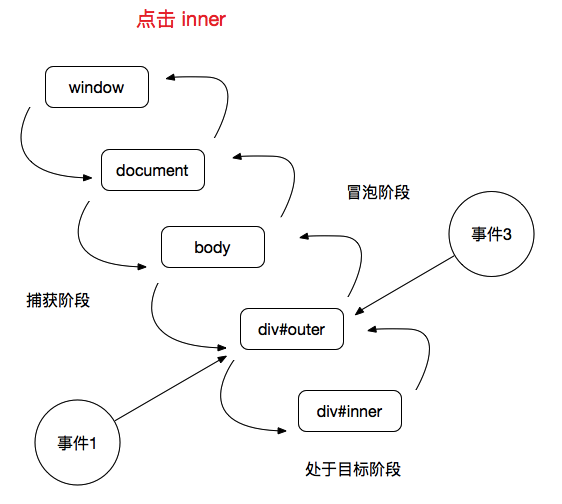 点击 inner
window
document
冒泡阶段
事件3
body
捕获阶段
div#outer
div#inner
事件1
处于目标阶段